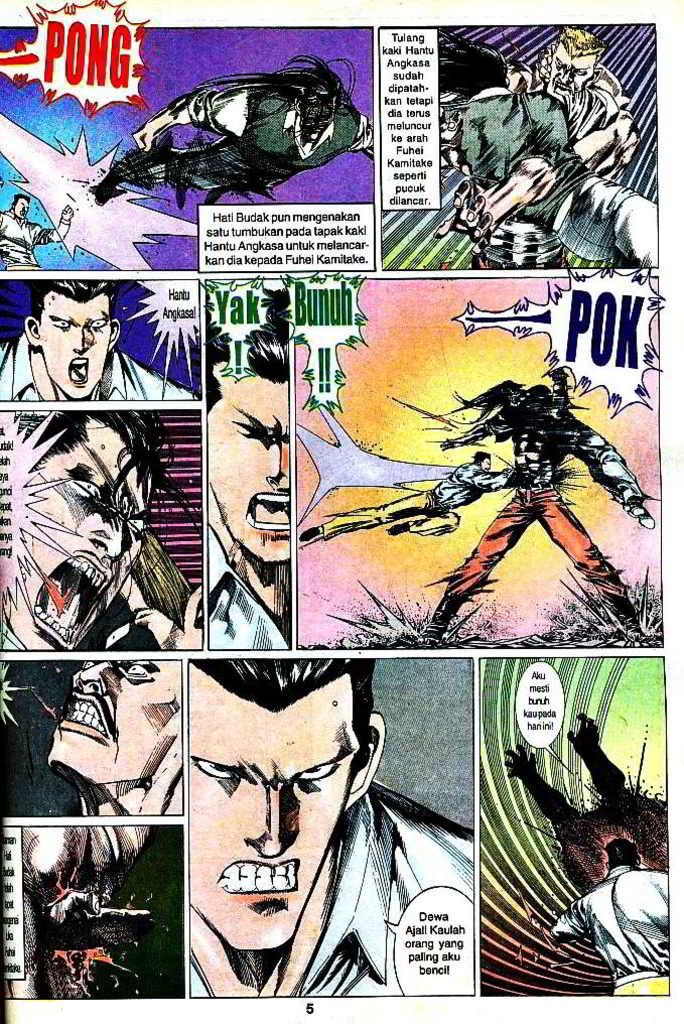 PONG
Hati Budak pun mengenakan
satu tumbukan pada tapak kaki
Hantu Angkasa untuk melancar-
kan dia kepada Fuhei Kamitake.
Tulang
kaki Hantu
Angkasa
sudah
dipatah-
kan tetapi
dia terus
meluncur
ke arah
Fuhei
Kamitake
seperti
pucuk
dilancar.
Hantu
Angkasa!
Yak
!
Bunuh
!!
POK
Aku
mesti
bunuh
kau pada
hari ini!
Dewa
Ajal! Kaulah
orang yang
paling aku
benci!
5